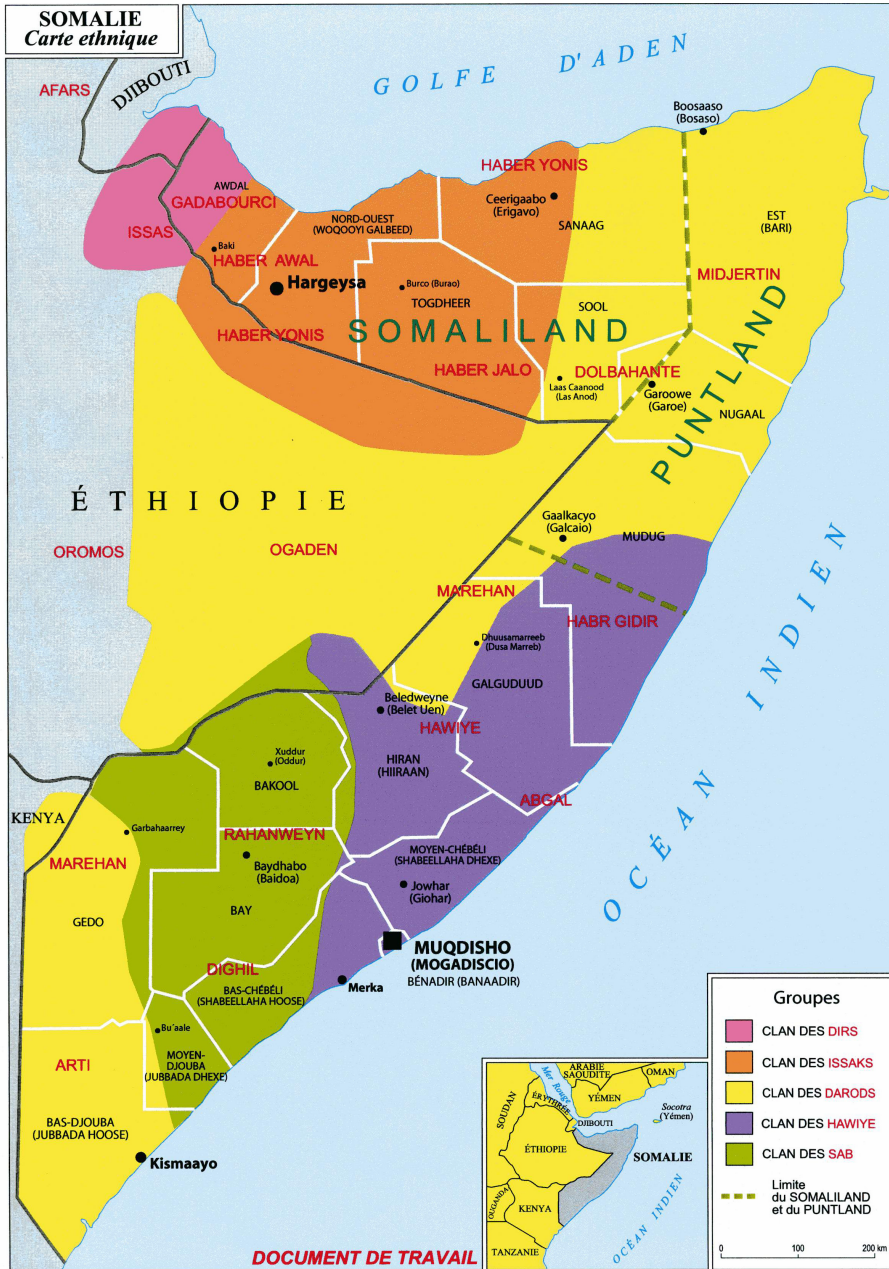 SOMALIE
Carte ethnique
GOLFE D'ADEN
AFARS
DJIBOUTI
Boosaaso
(Bosaso)
HABER YONIS
AWDAL
GADABOURCI
ISSAS
NORD-OUEST
(WOQOOYI GALBEED)
Ceerigaabo
(Erigavo)
SANAAG
EST
(BARI)
Baki
HABER AWAL
Hargeysa
Burco (Burao)
TOGDHEER
MIDJERTIN
SOOL
HABER YONIS
SOMALILAND
HABER JALO
DOLBAHANTE
Laas Caanood
(Las Anod)
Garoowe
(Garoe)
NUGAAL
PUNTLAND
ÉTHIOPIE
OROMOS
OGADEN
Gaalkacyo
(Galcaio)
MUDUG
MAREHAN
HABR GIDIR
Dhuusamarreeb
(Dusa Marreb)
GALGUDUUD
Beledweyne
(Belet Uen)
HAWIYE
HIRAN
(HIIRAAN)
Xuddur
(Oddur)
BAKOOL
ABGAL
KENYA
Garbahaarrey
RAHANWEYN
MAREHAN
Baydhabo
(Baidoa)
MOYEN-CHÉBÉLI
(SHABEELLAHA DHEXE)
Jowhar
(Giohar)
GEDO
BAY
MUQDISHO
(MOGADISCIO)
BÉNADIR (BANAADIR)
DIGHIL
BAS-CHÉBÉLI
(SHABEELLAHA HOOSE)
Merka
Bu'aale
ARTI
MOYEN-
DJOUBA
(JUBBADA DHEXE)
BAS-DJOUBA
(JUBBADA HOOSE)
Kismaayo
OCÉAN INDIEN
DOCUMENT DE TRAVAIL
Mer Rouge
ARABIE
SAOUDITE
OMAN
SOUDAN
ÉRYTHRÉE
YÉMEN
DJIBOUTI
Socotra
(Yémen)
ÉTHIOPIE
SOMALIE
OUGANDA
KENYA
TANZANIE
OCÉAN INDIEN
Groupes
CLAN DES DIRS
CLAN DES ISSAKS
CLAN DES DARODS
CLAN DES HAWIYE
CLAN DES SAB
Limite
du SOMALILAND
et du PUNTLAND
0 100 200 km